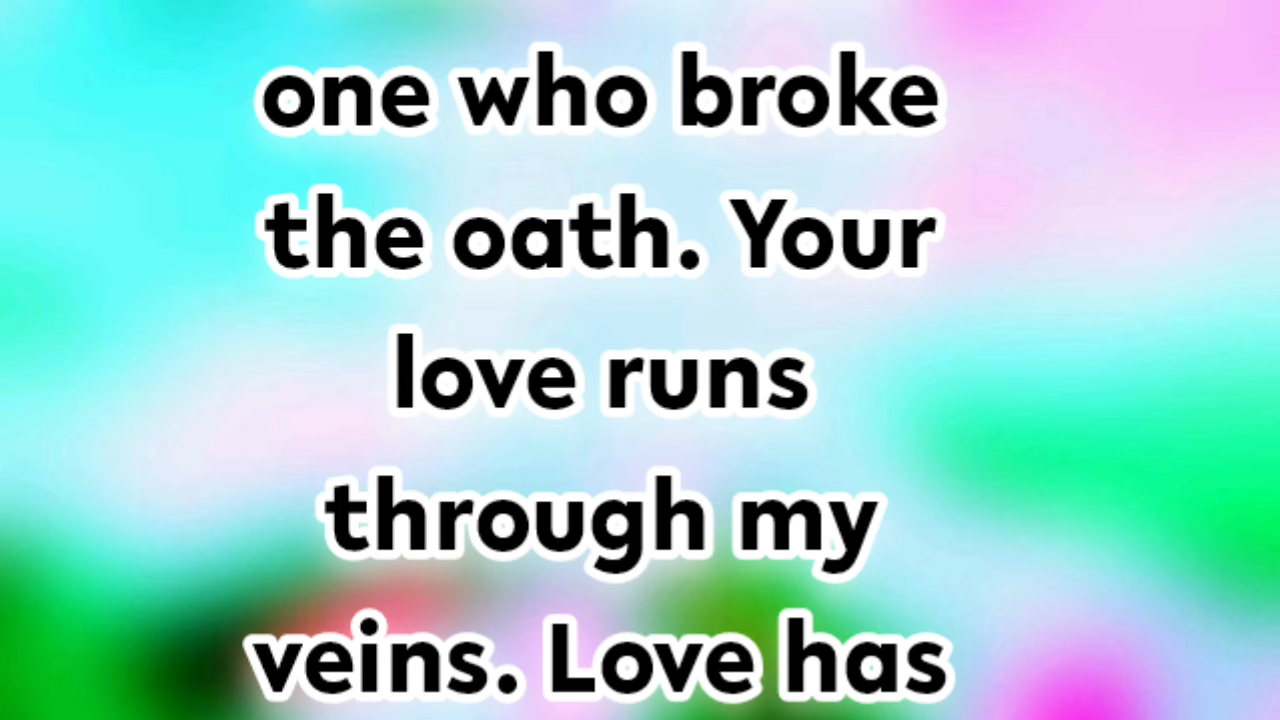 one who broke
the oath. Your
love runs
through my
veins. Love has